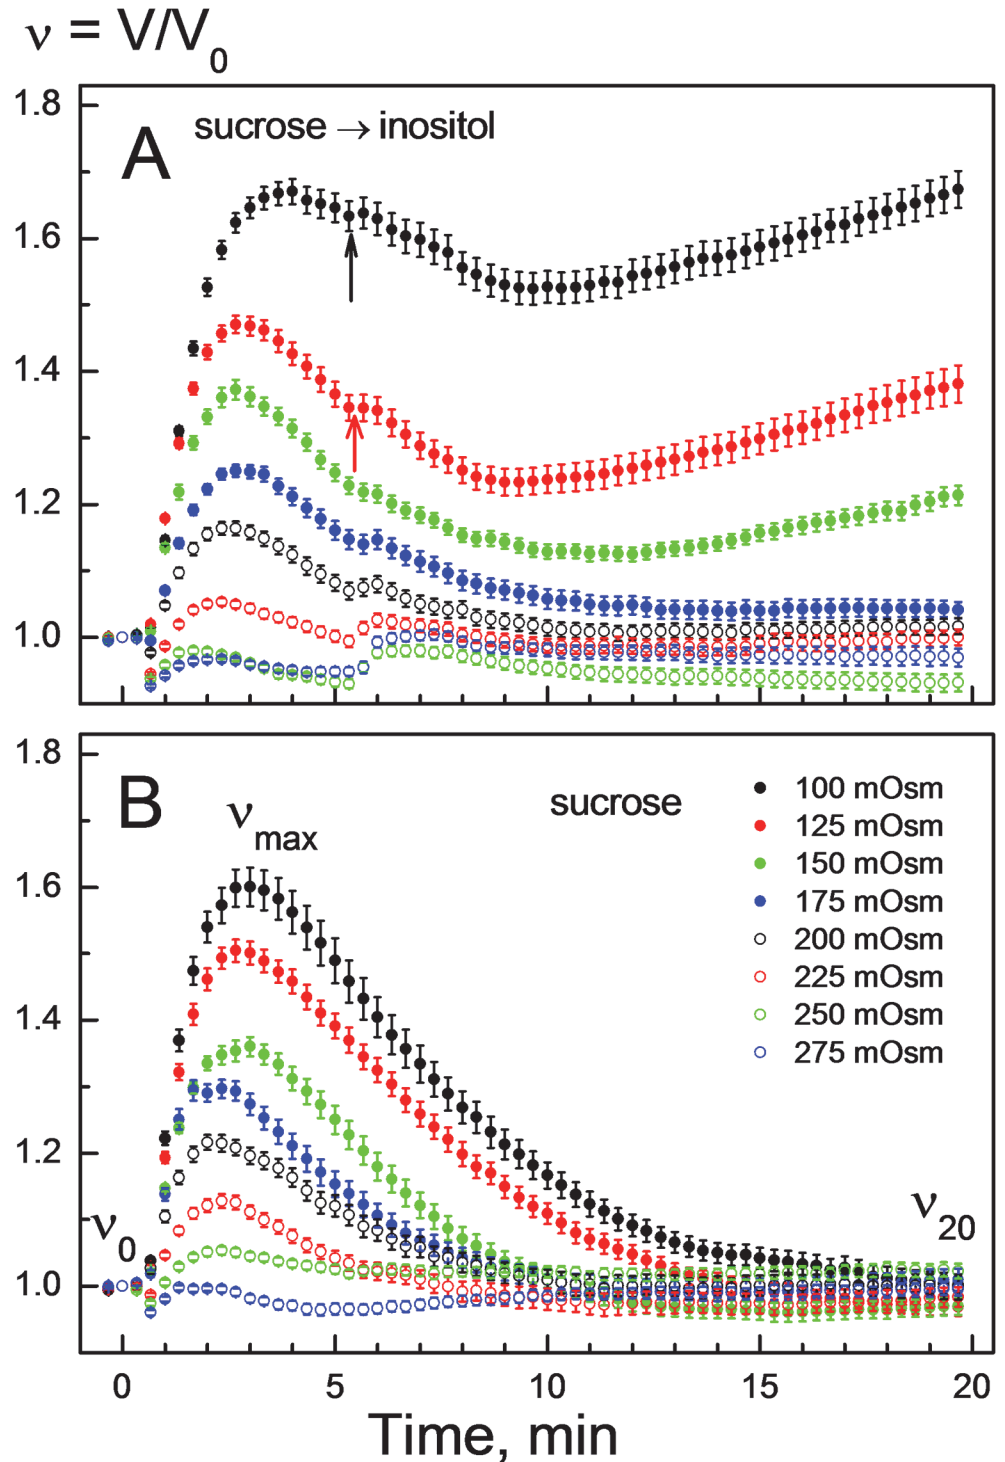 ν = V/V0
A
sucrose → inositol
1.8
1.6
1.4
1.2
1.0
B
νmax
sucrose
100 mOsm
125 mOsm
150 mOsm
175 mOsm
200 mOsm
225 mOsm
250 mOsm
275 mOsm
ν0
ν20
1.8
1.6
1.4
1.2
1.0
0 5 10 15 20
Time, min